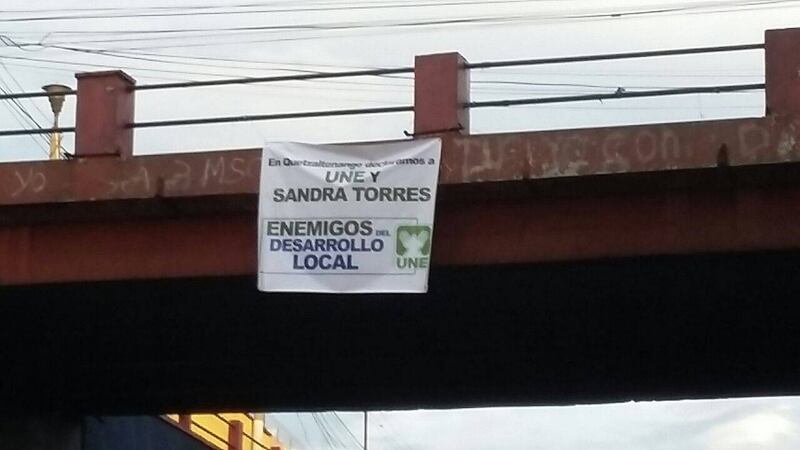 En Quetzaltenango declaramos a
UNE Y
SANDRA TORRES
ENEMIGOS DEL
DESARROLLO
LOCAL
UNE